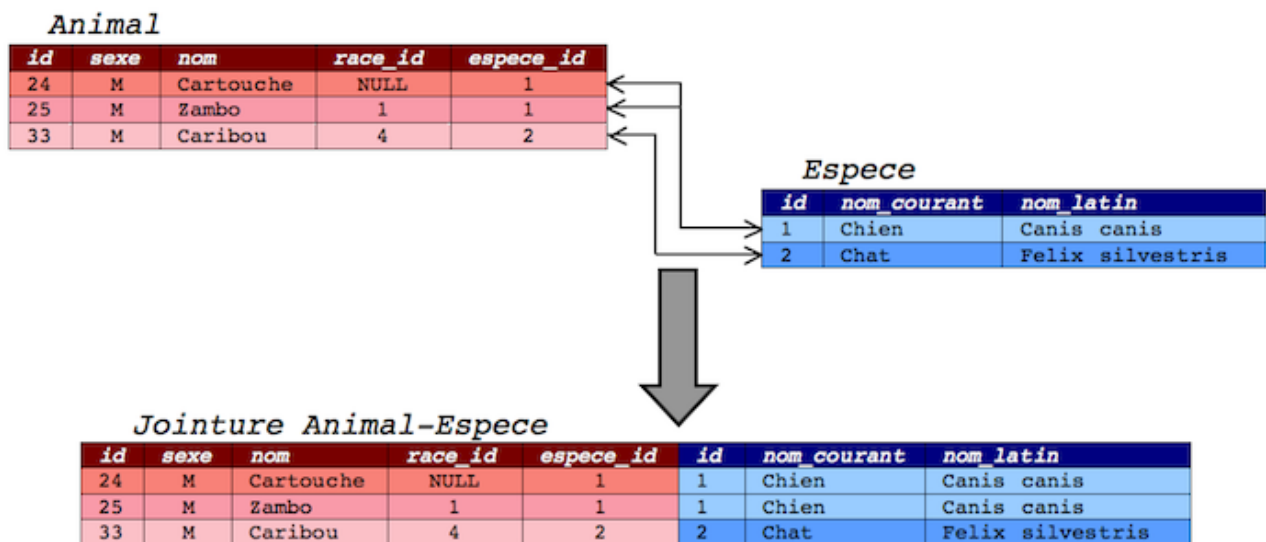 Animal
id sexe nom race_id espece_id
24 M Cartouche NULL 1
25 M Zambo 1 1
33 M Caribou 4 2
Espece
id nom_courant nom_latin
1 Chien Canis canis
2 Chat Felix silvestris
Jointure Animal-Espece
id sexe nom race_id espece_id id nom_courant nom_latin
24 M Cartouche NULL 1 1 Chien Canis canis
25 M Zambo 1 1 1 Chien Canis canis
33 M Caribou 4 2 2 Chat Felix silvestris